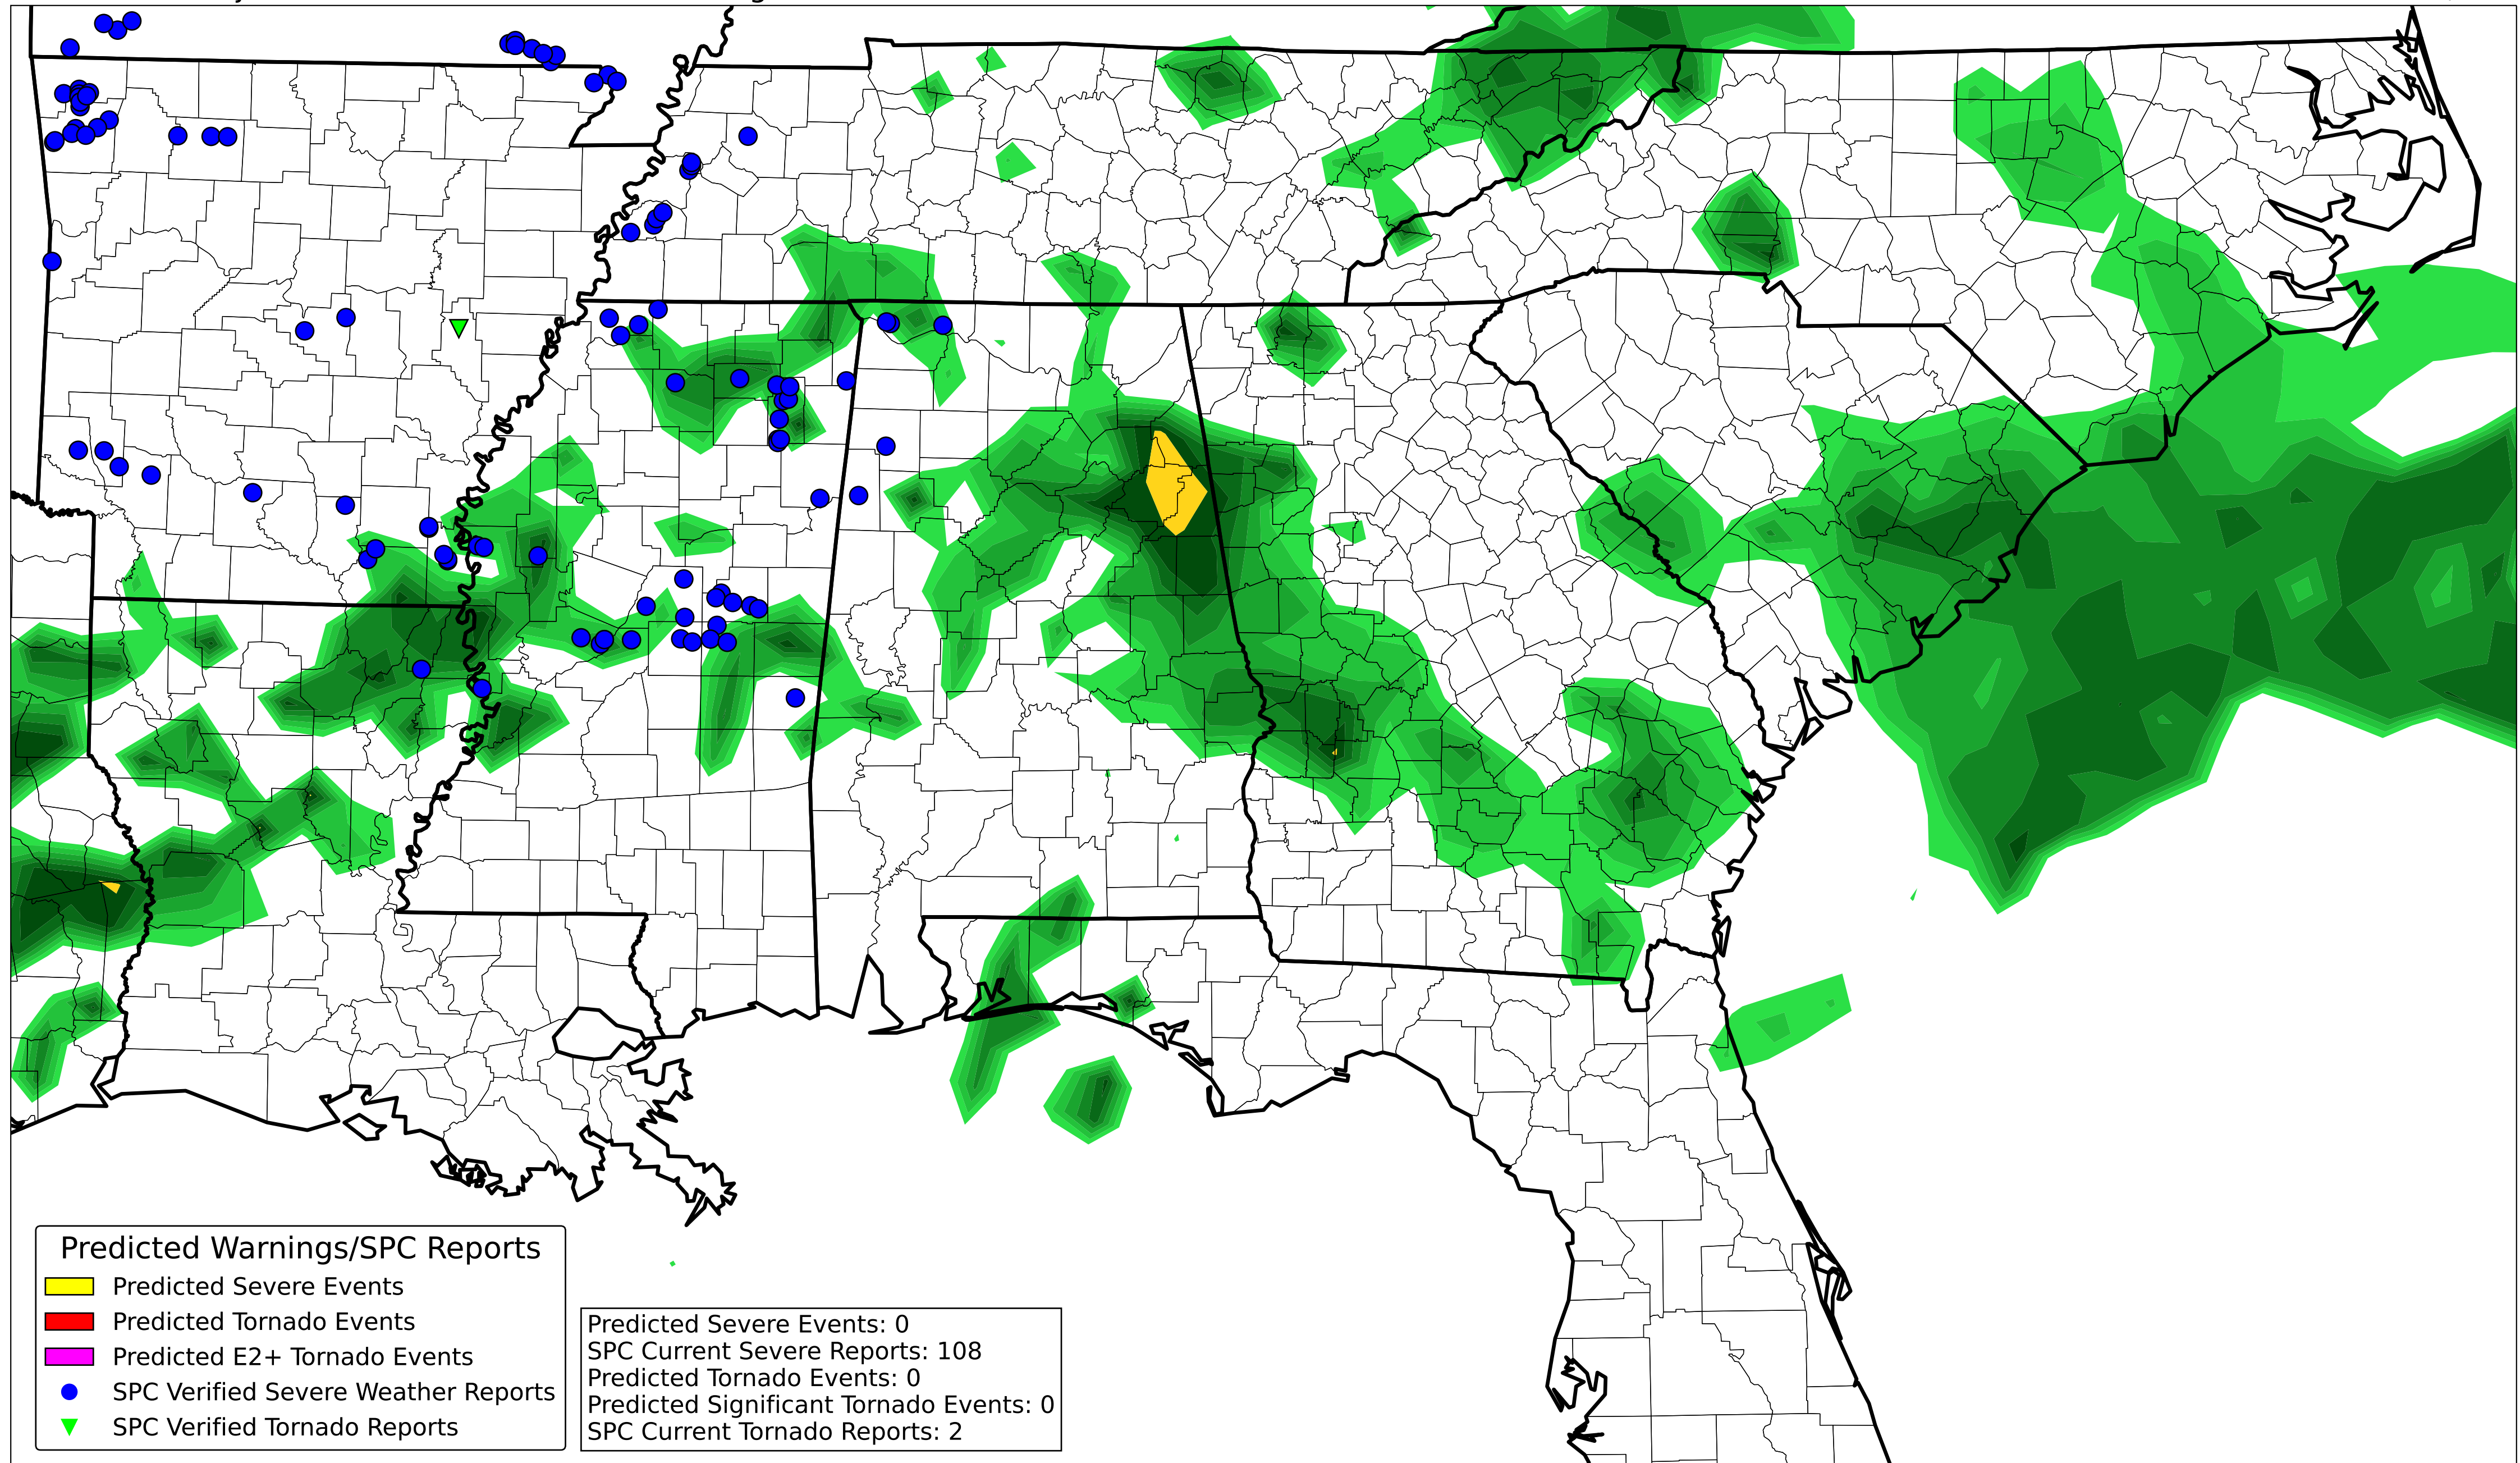 Predicted Warnings/SPC Reports
Predicted Severe Events
Predicted Tornado Events
Predicted E2+ Tornado Events
SPC Verified Severe Weather Reports
SPC Verified Tornado Reports
Predicted Severe Events: 0
SPC Current Severe Reports: 108
Predicted Tornado Events: 0
Predicted Significant Tornado Events: 0
SPC Current Tornado Reports: 2